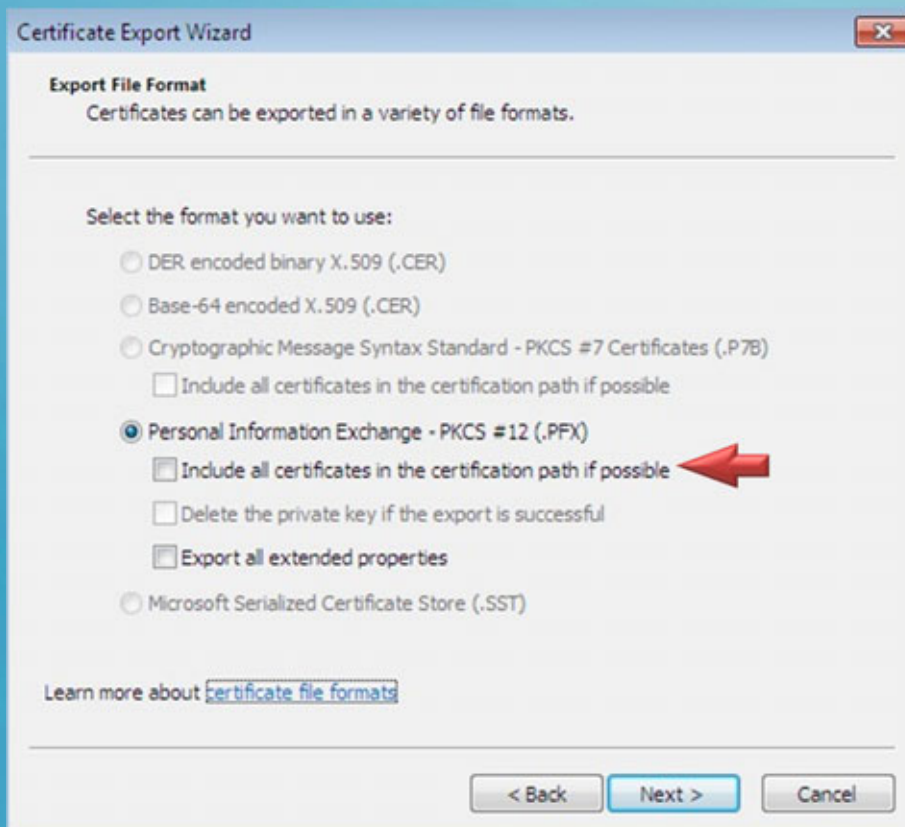 Certificate Export Wizard
Export File Format
Certificates can be exported in a variety of file formats.
Select the format you want to use:
DER encoded binary X.509 (.CER)
Base-64 encoded X.509 (.CER)
Cryptographic Message Syntax Standard - PKCS #7 Certificates (.P7B)
Include all certificates in the certification path if possible
Personal Information Exchange - PKCS #12 (.PFX)
Include all certificates in the certification path if possible
Delete the private key if the export is successful
Export all extended properties
Microsoft Serialized Certificate Store (.SST)
Learn more about certificate file formats
< Back Next > Cancel